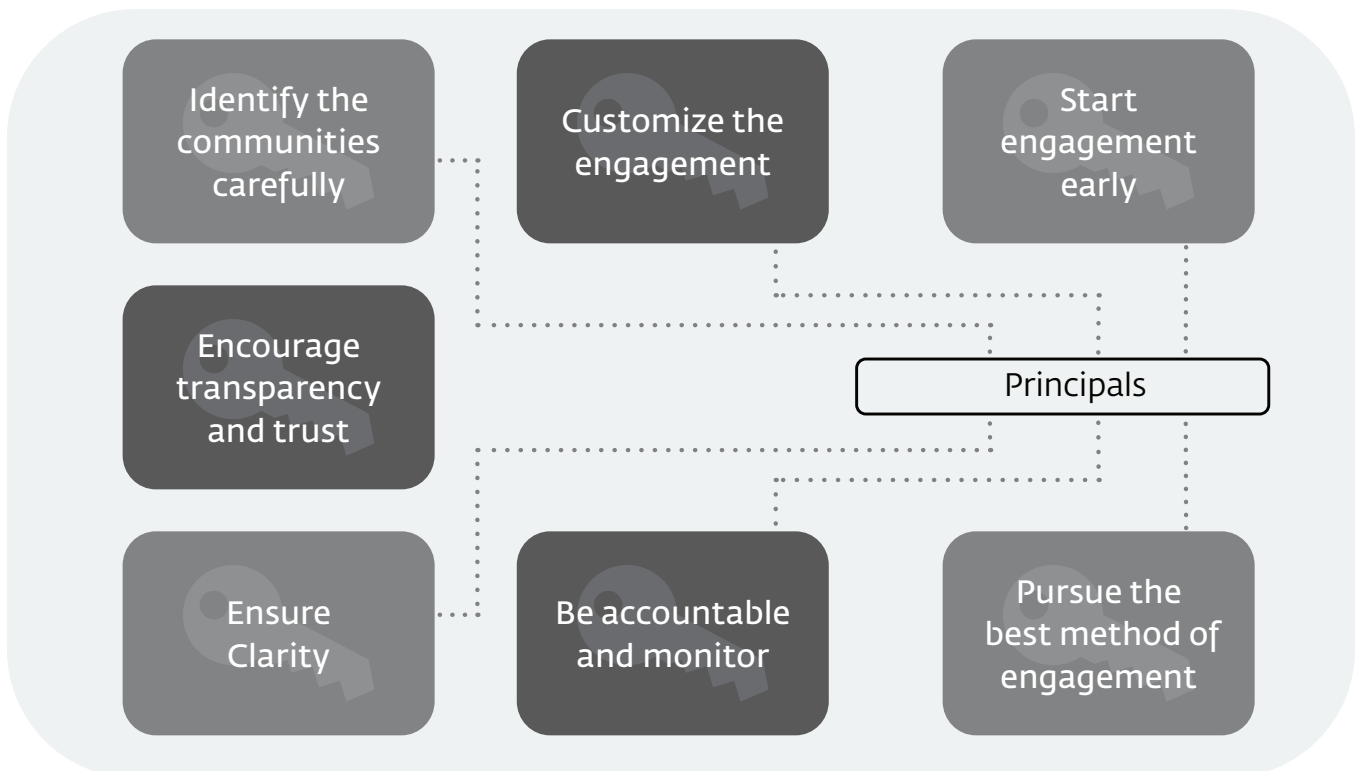 Identify the
communities
carefully
Customize the
engagement
Start
engagement
early
Encourage
transparency
and trust
Principals
Ensure
Clarity
Be accountable
and monitor
Pursue the
best method of
engagement